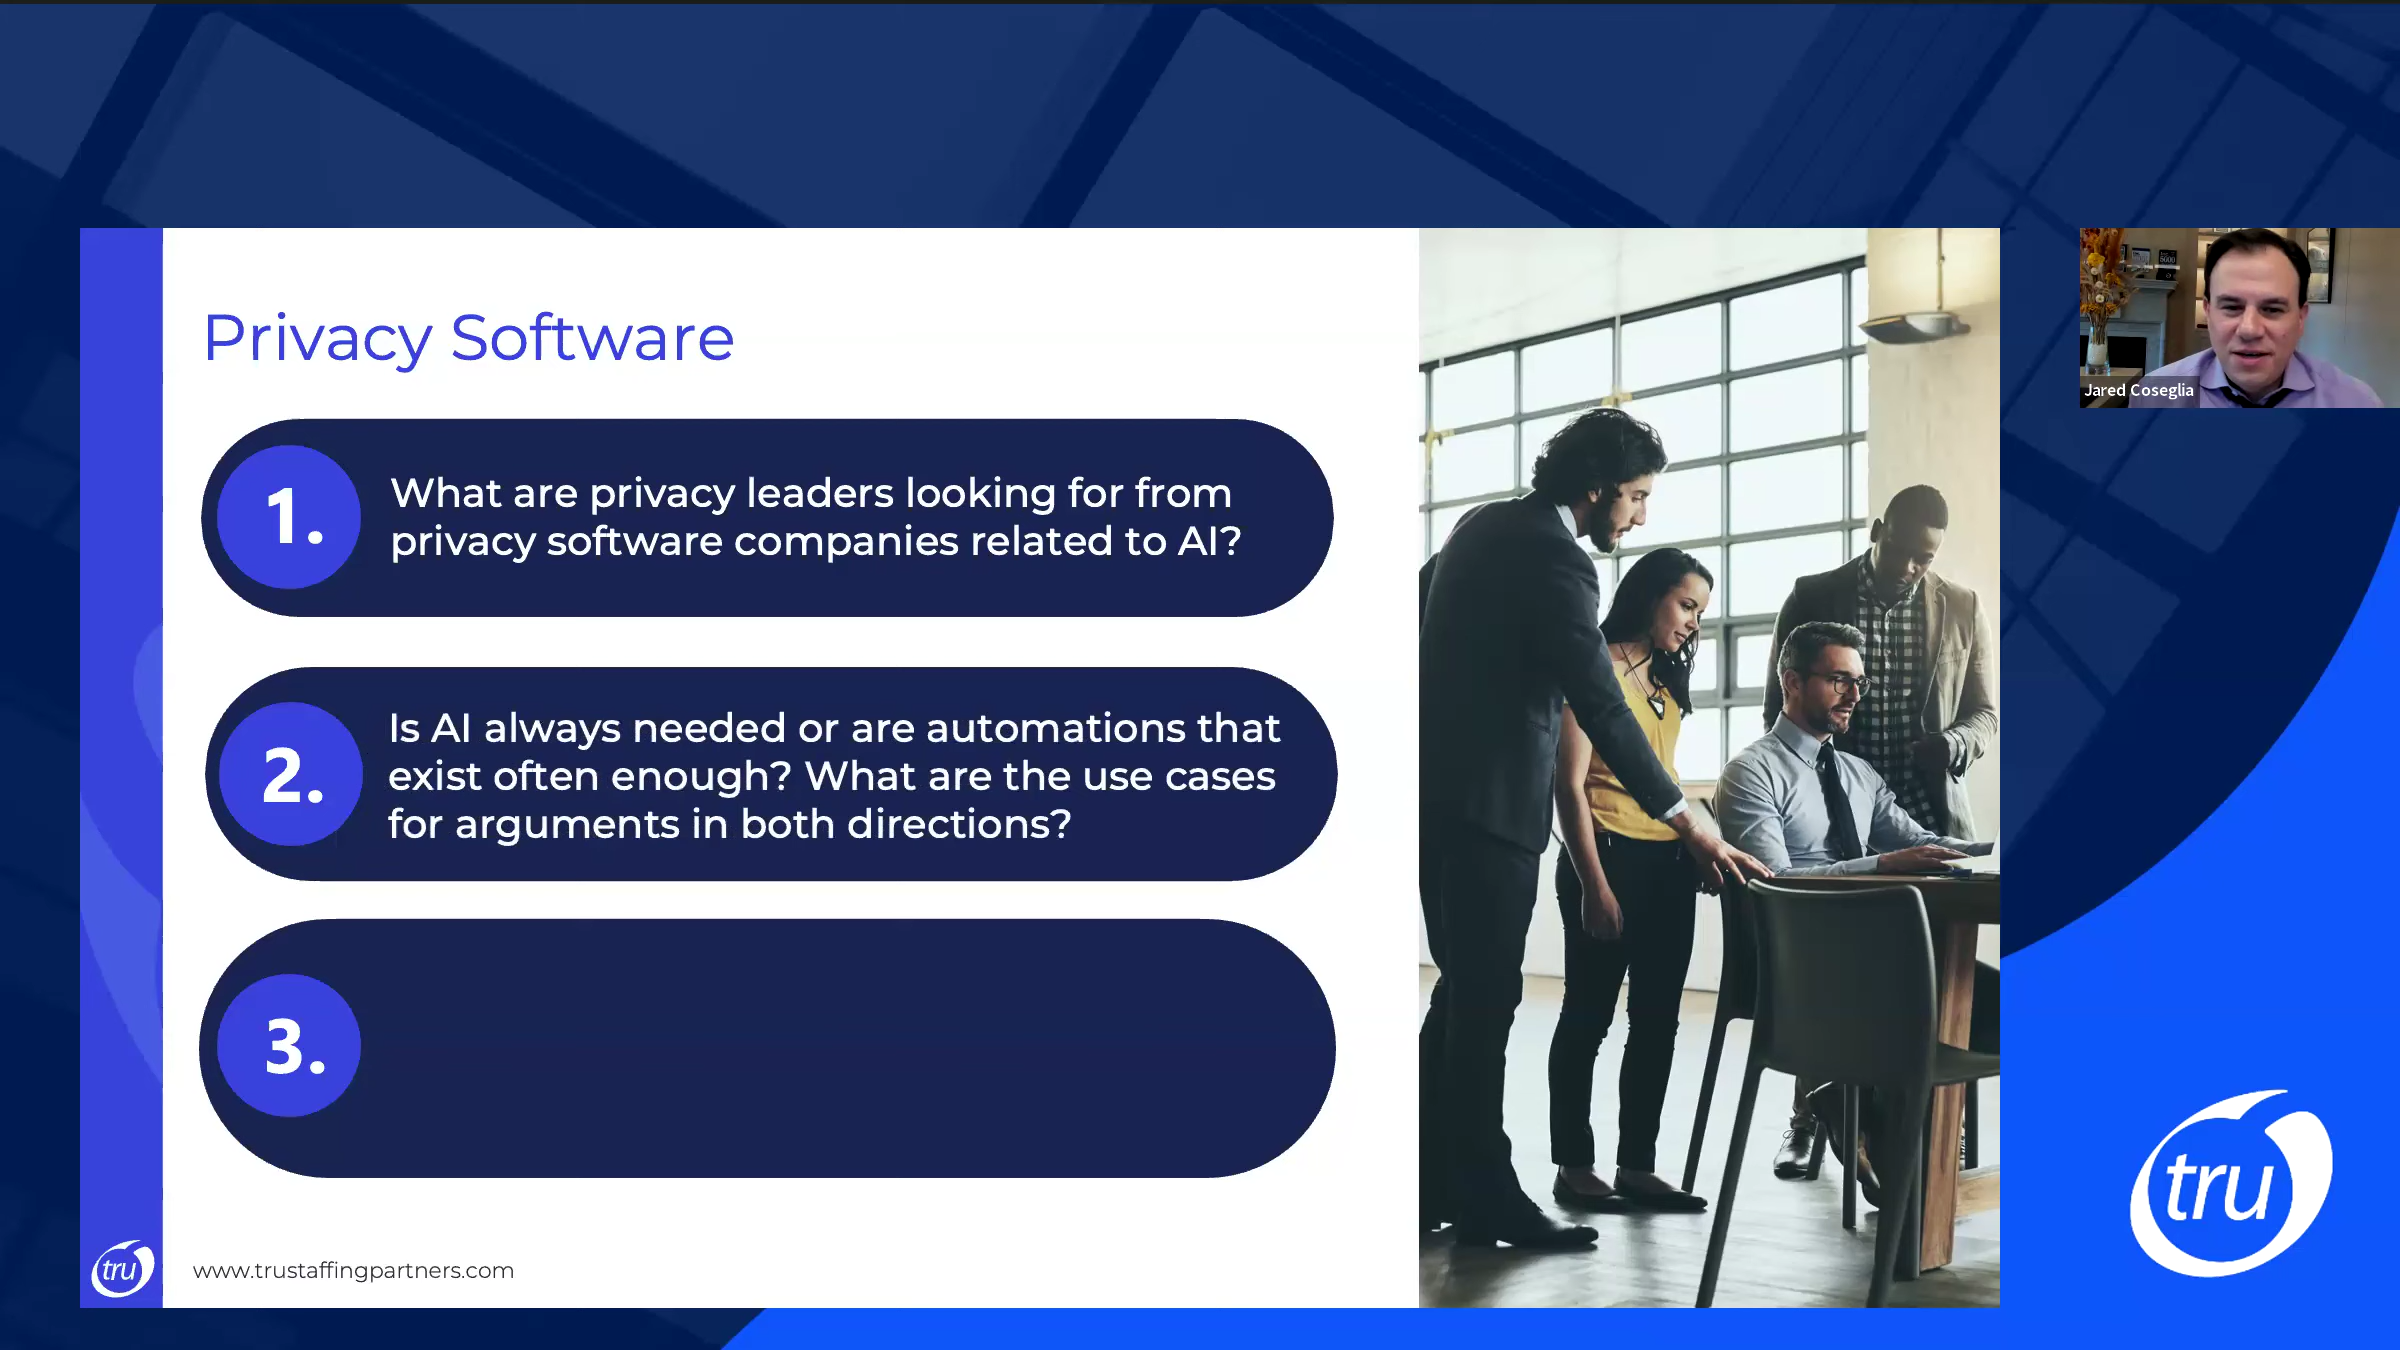 Privacy Software
1.
What are privacy leaders looking for from
privacy software companies related to AI?
2.
Is AI always needed or are automations that
exist often enough? What are the use cases
for arguments in both directions?
3.
tru
www.trustaffingpartners.com
Jared Coseglia
tru